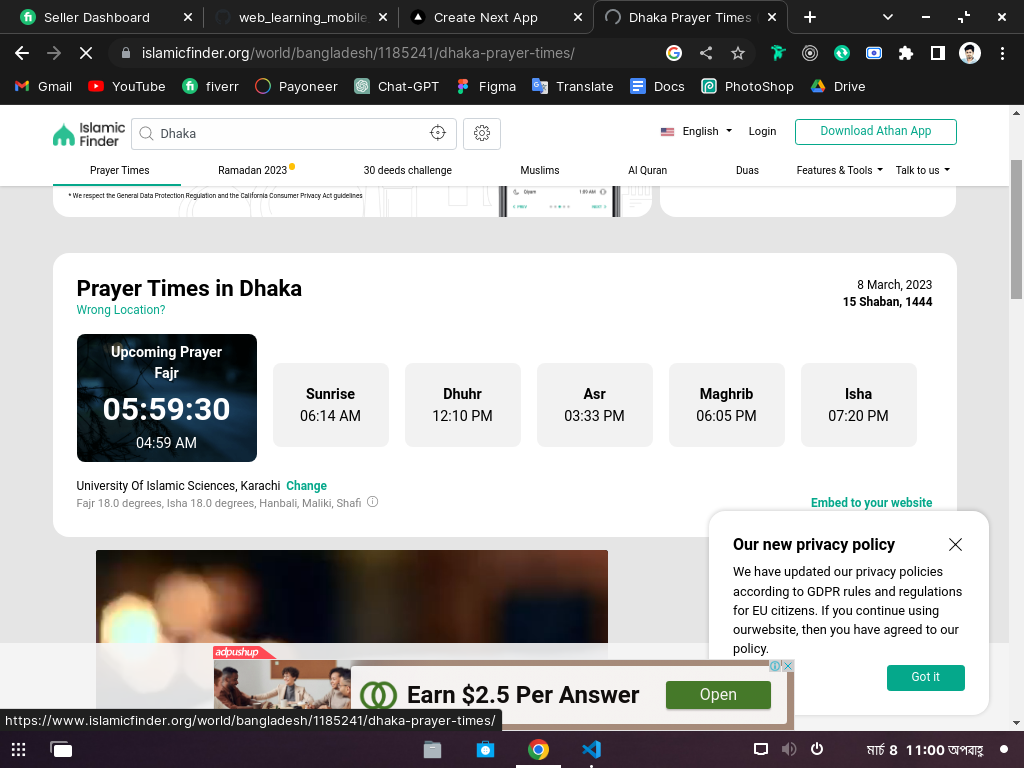 Seller Dashboard
web_learning_mobile_
Create Next App
Dhaka Prayer Times
islamicfinder.org/world/bangladesh/1185241/dhaka-prayer-times/
Gmail YouTube fiverr Payoneer Chat-GPT Figma Translate Docs PhotoShop Drive
Islamic
Finder
Dhaka
English Login Download Athan App
Prayer Times Ramadan 2023 30 deeds challenge Muslims Al Quran Duas Features & Tools Talk to us
* We respect the General Data Protection Regulation and the California Consumer Privacy Act guidelines
Prayer Times in Dhaka
Wrong Location?
8 March, 2023
15 Shaban, 1444
Upcoming Prayer
Fajr
05:59:30
04:59 AM
Sunrise
06:14 AM
Dhuhr
12:10 PM
Asr
03:33 PM
Maghrib
06:05 PM
Isha
07:20 PM
University Of Islamic Sciences, Karachi Change
Fajr 18.0 degrees, Isha 18.0 degrees, Hanbali, Maliki, Shafi
Embed to your website
Our new privacy policy
We have updated our privacy policies
according to GDPR rules and regulations
for EU citizens. If you continue using
ourwebsite, then you have agreed to our
policy.
Got it
adpushup
Earn $2.5 Per Answer
Open
https://www.islamicfinder.org/world/bangladesh/1185241/dhaka-prayer-times/
মার্চ 8 11:00 অপরাহ্ণ